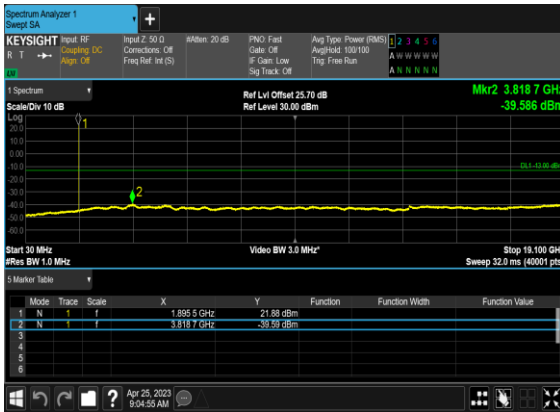 Spectrum Analyzer 1
Swept SA
+
KEYSIGHT Input: RF Input Z: 50 Ω #Atten: 20 dB PNO: Fast Avg Type: Power (RMS) 1 2 3 4 5 6
R T Coupling: DC Corrections: Off Gate: Off Avg|Hold: 100/100 A W W W W W
Align: Off Freq Ref: Int (S) IF Gain: Low Trig: Free Run
LW Sig Track: Off A N N N N N
1 Spectrum Ref Lvl Offset 25.70 dB Mkr2 3.818 7 GHz
Scale/Div 10 dB Ref Level 30.00 dBm -39.586 dBm
Log
1
20.0
10.0
0.00
-10.0
DL1 -13.00 dBm
-20.0
-30.0
2
-40.0
-50.0
-60.0
Start 30 MHz Video BW 3.0 MHz* Stop 19.100 GHz
#Res BW 1.0 MHz Sweep 32.0 ms (40001 pts)
5 Marker Table
Mode Trace Scale X Y Function Function Width Function Value
1 N 1 f 1.895 5 GHz 21.88 dBm
2 N 1 f 3.818 7 GHz -39.59 dBm
3
4
5
6
? Apr 25, 2023
9:04:55 AM